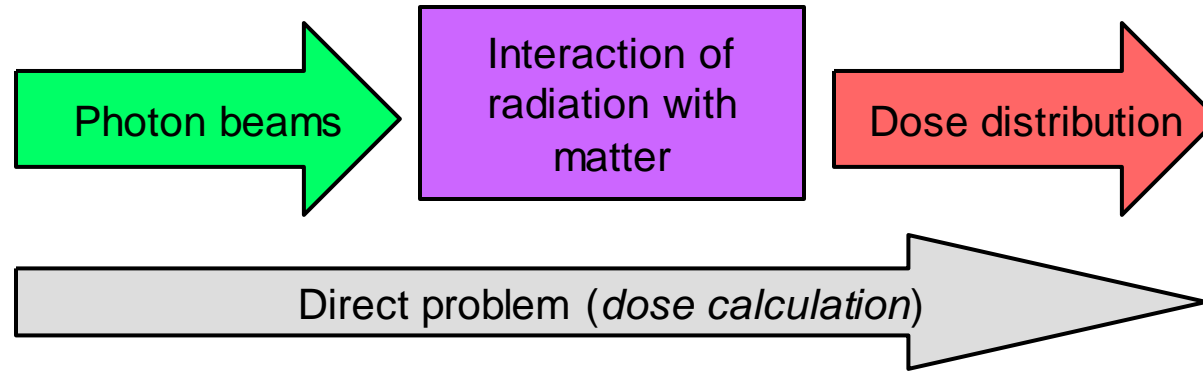 Photon beams
Interaction of
radiation with
matter
Dose distribution
Direct problem (dose calculation)